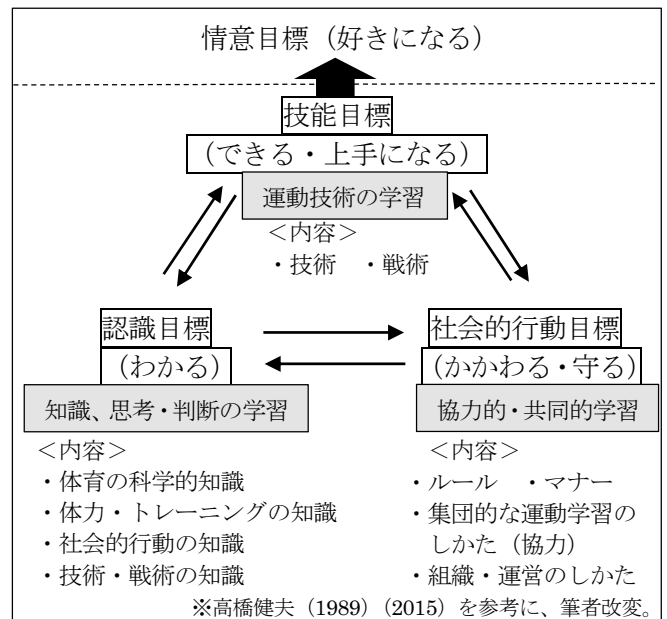 情意目標（好きになる）
技能目標
（できる・上手になる）
運動技術の学習
＜内容＞
・技術　・戦術
認識目標
（わかる）
知識、思考・判断の学習
＜内容＞
・体育の科学的知識
・体力・トレーニングの知識
・社会的行動の知識
・技術・戦術の知識
社会的行動目標
（かかわる・守る）
協力的・共同的学習
＜内容＞
・ルール　・マナー
・集団的な運動学習の
しかた（協力）
・組織・運営のしかた
※高橋健夫（1989）（2015）を参考に、筆者改変。